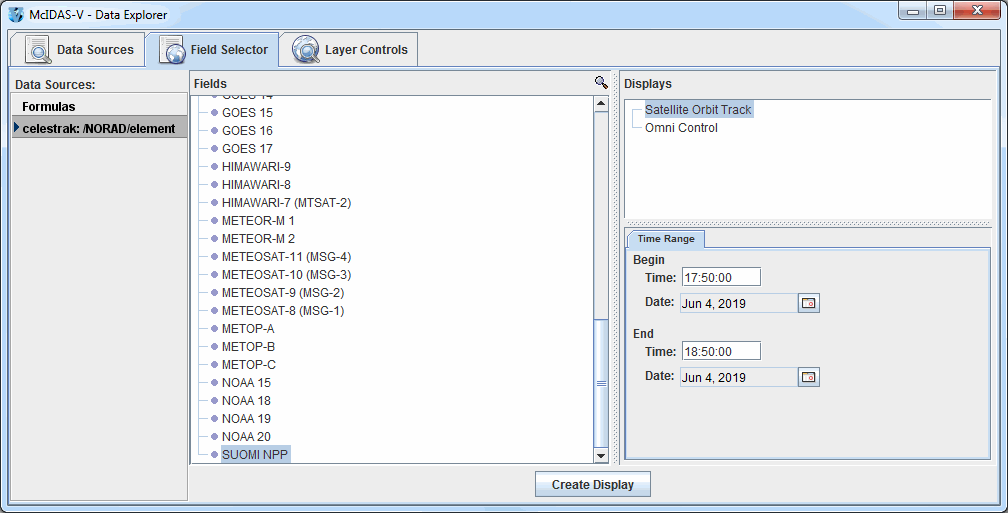 McIDAS-V - Data Explorer
Data Sources
Field Selector
Layer Controls
Data Sources:
Formulas
celestrak: /NORAD/element
Fields
GOES 14
GOES 15
GOES 16
GOES 17
HIMAWARI-9
HIMAWARI-8
HIMAWARI-7 (MTSAT-2)
METEOR-M 1
METEOR-M 2
METEOSAT-11 (MSG-4)
METEOSAT-10 (MSG-3)
METEOSAT-9 (MSG-2)
METEOSAT-8 (MSG-1)
METOP-A
METOP-B
METOP-C
NOAA 15
NOAA 18
NOAA 19
NOAA 20
SUOMI NPP
Displays
Satellite Orbit Track
Omni Control
Time Range
Begin
Time: 17:50:00
Date: Jun 4, 2019
End
Time: 18:50:00
Date: Jun 4, 2019
Create Display